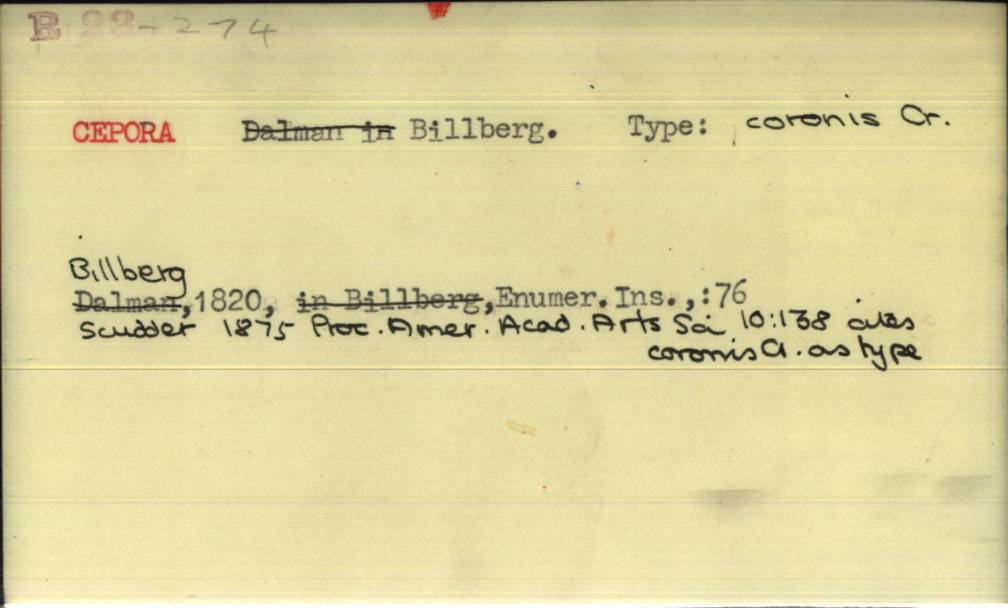 R 23-274
CEPORA Dalman in Billberg. Type: coronis Cr.
Billberg
Dalman, 1820, in Billberg, Enumer. Ins.,:76
Scudder 1875 Proc. Amer. Acad. Arts Sci 10:138 cites
coronis Cr. as type